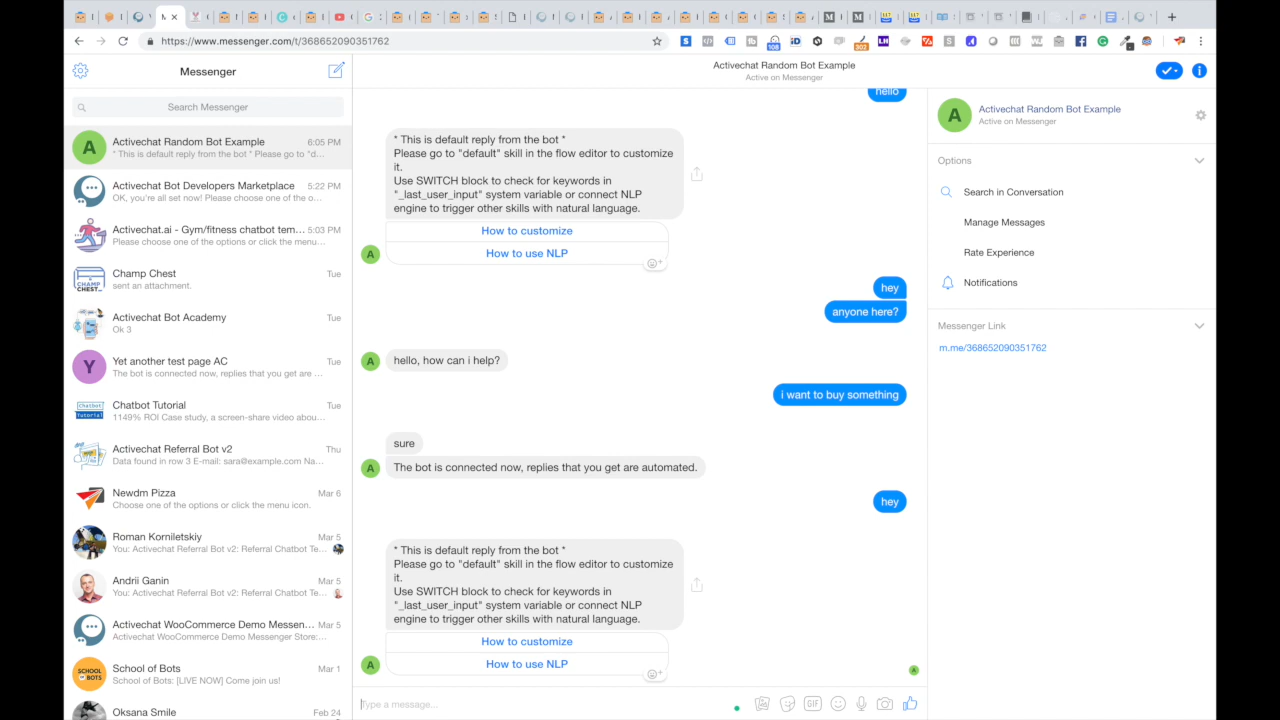 M
https://www.messenger.com/t/368652090351762
Messenger
Search Messenger
A
Activechat Random Bot Example
6:05 PM
* This is default reply from the bot * Please go to "d...
Activechat Bot Developers Marketplace
5:22 PM
OK, you're all set now! Please choose one of the o...
Activechat.ai - Gym/fitness chatbot tem...
5:03 PM
Please choose one of the options or click the menu...
Champ Chest
Tue
sent an attachment.
Activechat Bot Academy
Tue
Ok 3
Y
Yet another test page AC
Tue
The bot is connected now, replies that you get are ...
Chatbot Tutorial
Tue
1149% ROI Case study, a screen-share video abou...
Activechat Referral Bot v2
Thu
Data found in row 3 E-mail: sara@example.com Na...
Newdm Pizza
Mar 6
Choose one of the options or click the menu icon.
Roman Korniletskiy
Mar 5
You: Activechat Referral Bot v2: Referral Chatbot Te...
Andrii Ganin
Mar 5
You: Activechat Referral Bot v2: Referral Chatbot Te...
Activechat WooCommerce Demo Messen...
Mar 5
Activechat WooCommerce Demo Messenger Store:...
SCHOOL of BOTS
School of Bots
Mar 1
School of Bots: [LIVE NOW] Come join us!
Oksana Smile
Feb 24
Activechat Random Bot Example
Active on Messenger
hello
* This is default reply from the bot *
Please go to "default" skill in the flow editor to customize
it.
Use SWITCH block to check for keywords in
"_last_user_input" system variable or connect NLP
engine to trigger other skills with natural language.
How to customize
A
How to use NLP
hey
anyone here?
A
hello, how can i help?
i want to buy something
sure
A
The bot is connected now, replies that you get are automated.
hey
* This is default reply from the bot *
Please go to "default" skill in the flow editor to customize
it.
Use SWITCH block to check for keywords in
"_last_user_input" system variable or connect NLP
engine to trigger other skills with natural language.
How to customize
A
How to use NLP
Type a message...
GIF
A
Activechat Random Bot Example
Active on Messenger
Options
Search in Conversation
Manage Messages
Rate Experience
Notifications
Messenger Link
m.me/368652090351762